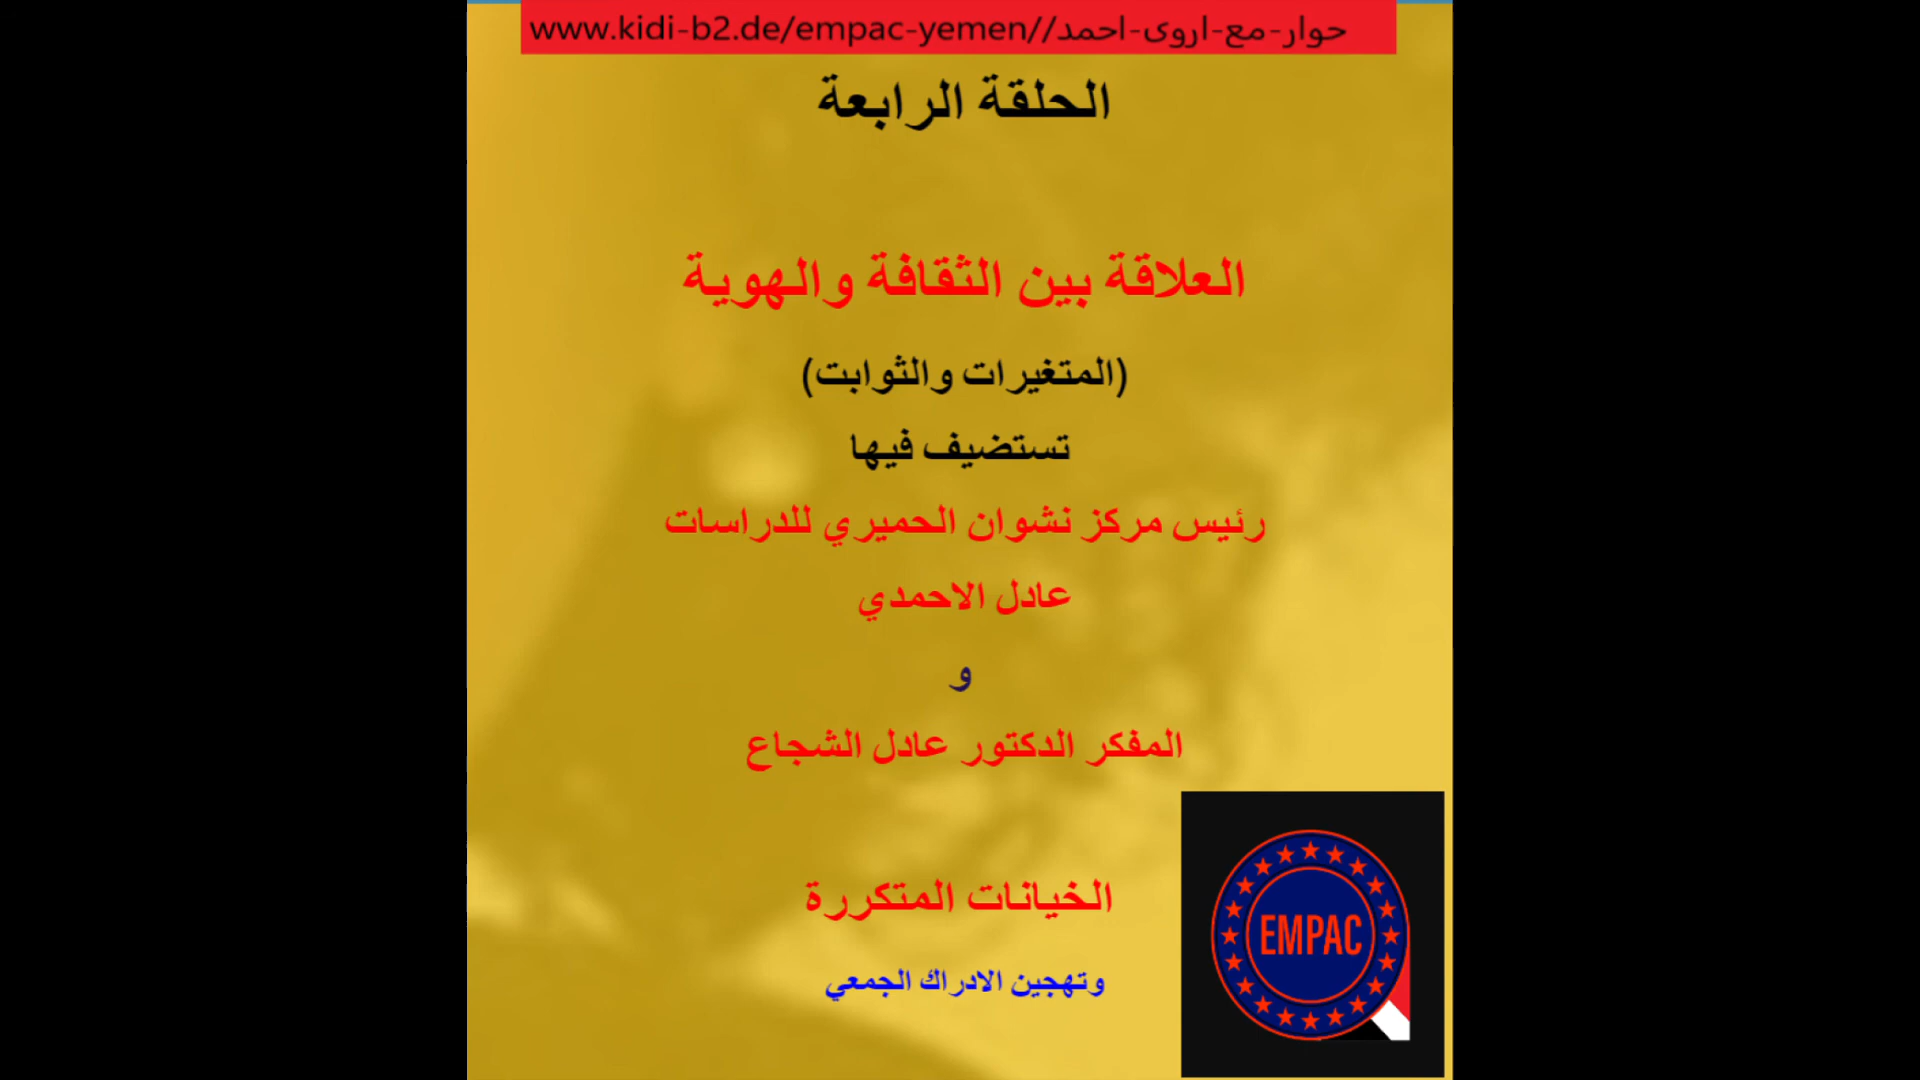 www.kidi-b2.de/empac-yemen//حوار-مع-اروى-احمد
الحلقة الرابعة
العلاقة بين الثقافة والهوية
(المتغيرات والثوابت)
تستضيف فيها
رئيس مركز نشوان الحميري للدراسات
عادل الاحمدي
و
المفكر الدكتور عادل الشجاع
الخيانات المتكررة
وتهجين الادراك الجمعي
EMPAC